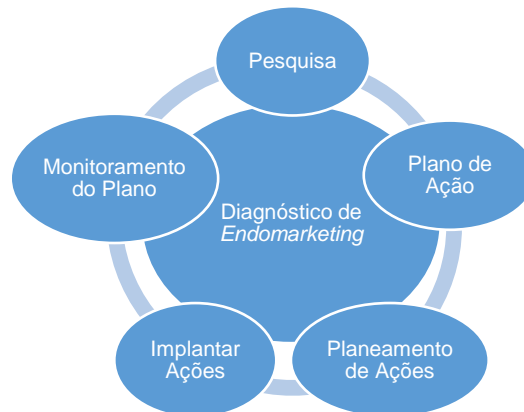 Pesquisa
Plano de
Ação
Planeamento
de Ações
Implantar
Ações
Monitoramento
do Plano
Diagnóstico de
Endomarketing